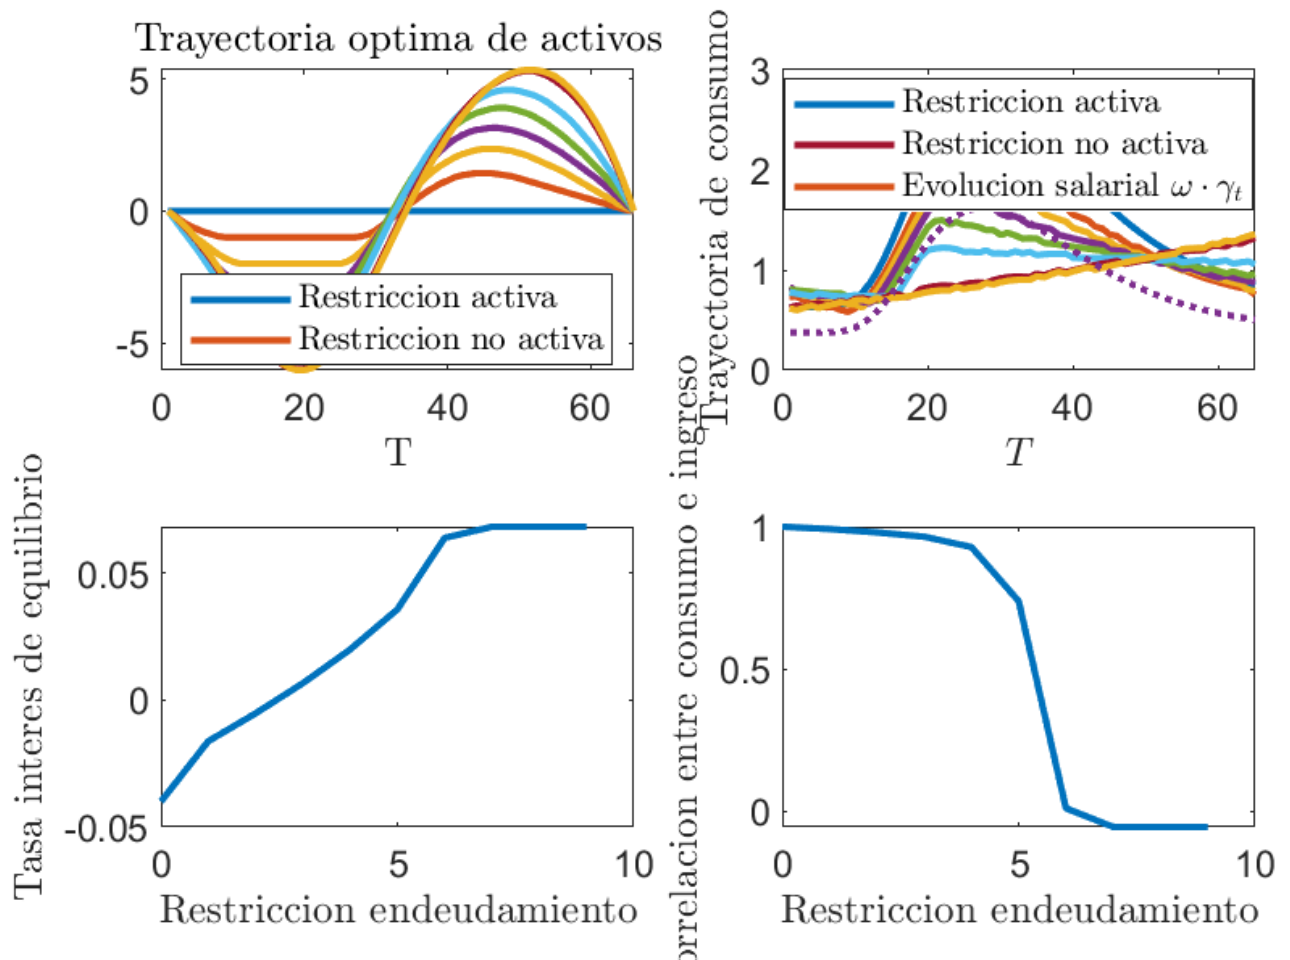 Trayectoria optima de activos
5
0
-5
0
20
40
60
T
Restriccion activa
Restriccion no activa
Trayectoria de consumo
3
2
1
0
0
20
40
60
T
Restriccion activa
Restriccion no activa
Evolucion salarial ω · γt
Tasa interes de equilibrio
0.05
0
-0.05
0
5
10
Restriccion endeudamiento
orrelacion entre consumo e ingreso
1
0.5
0
0
5
10
Restriccion endeudamiento